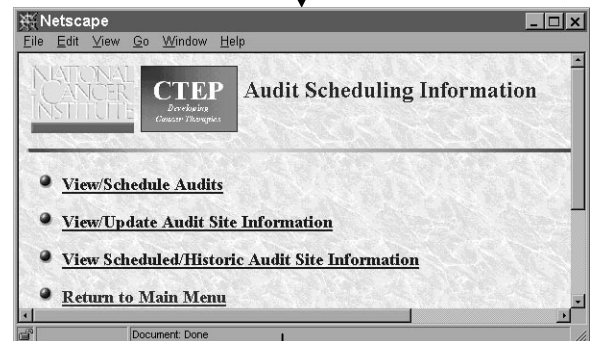 Netscape
File Edit View Go Window Help
NATIONAL
CANCER
INSTITUTE
CTEP
Developing
Cancer Therapies
Audit Scheduling Information
View/Schedule Audits
View/Update Audit Site Information
View Scheduled/Historic Audit Site Information
Return to Main Menu
Document: Done